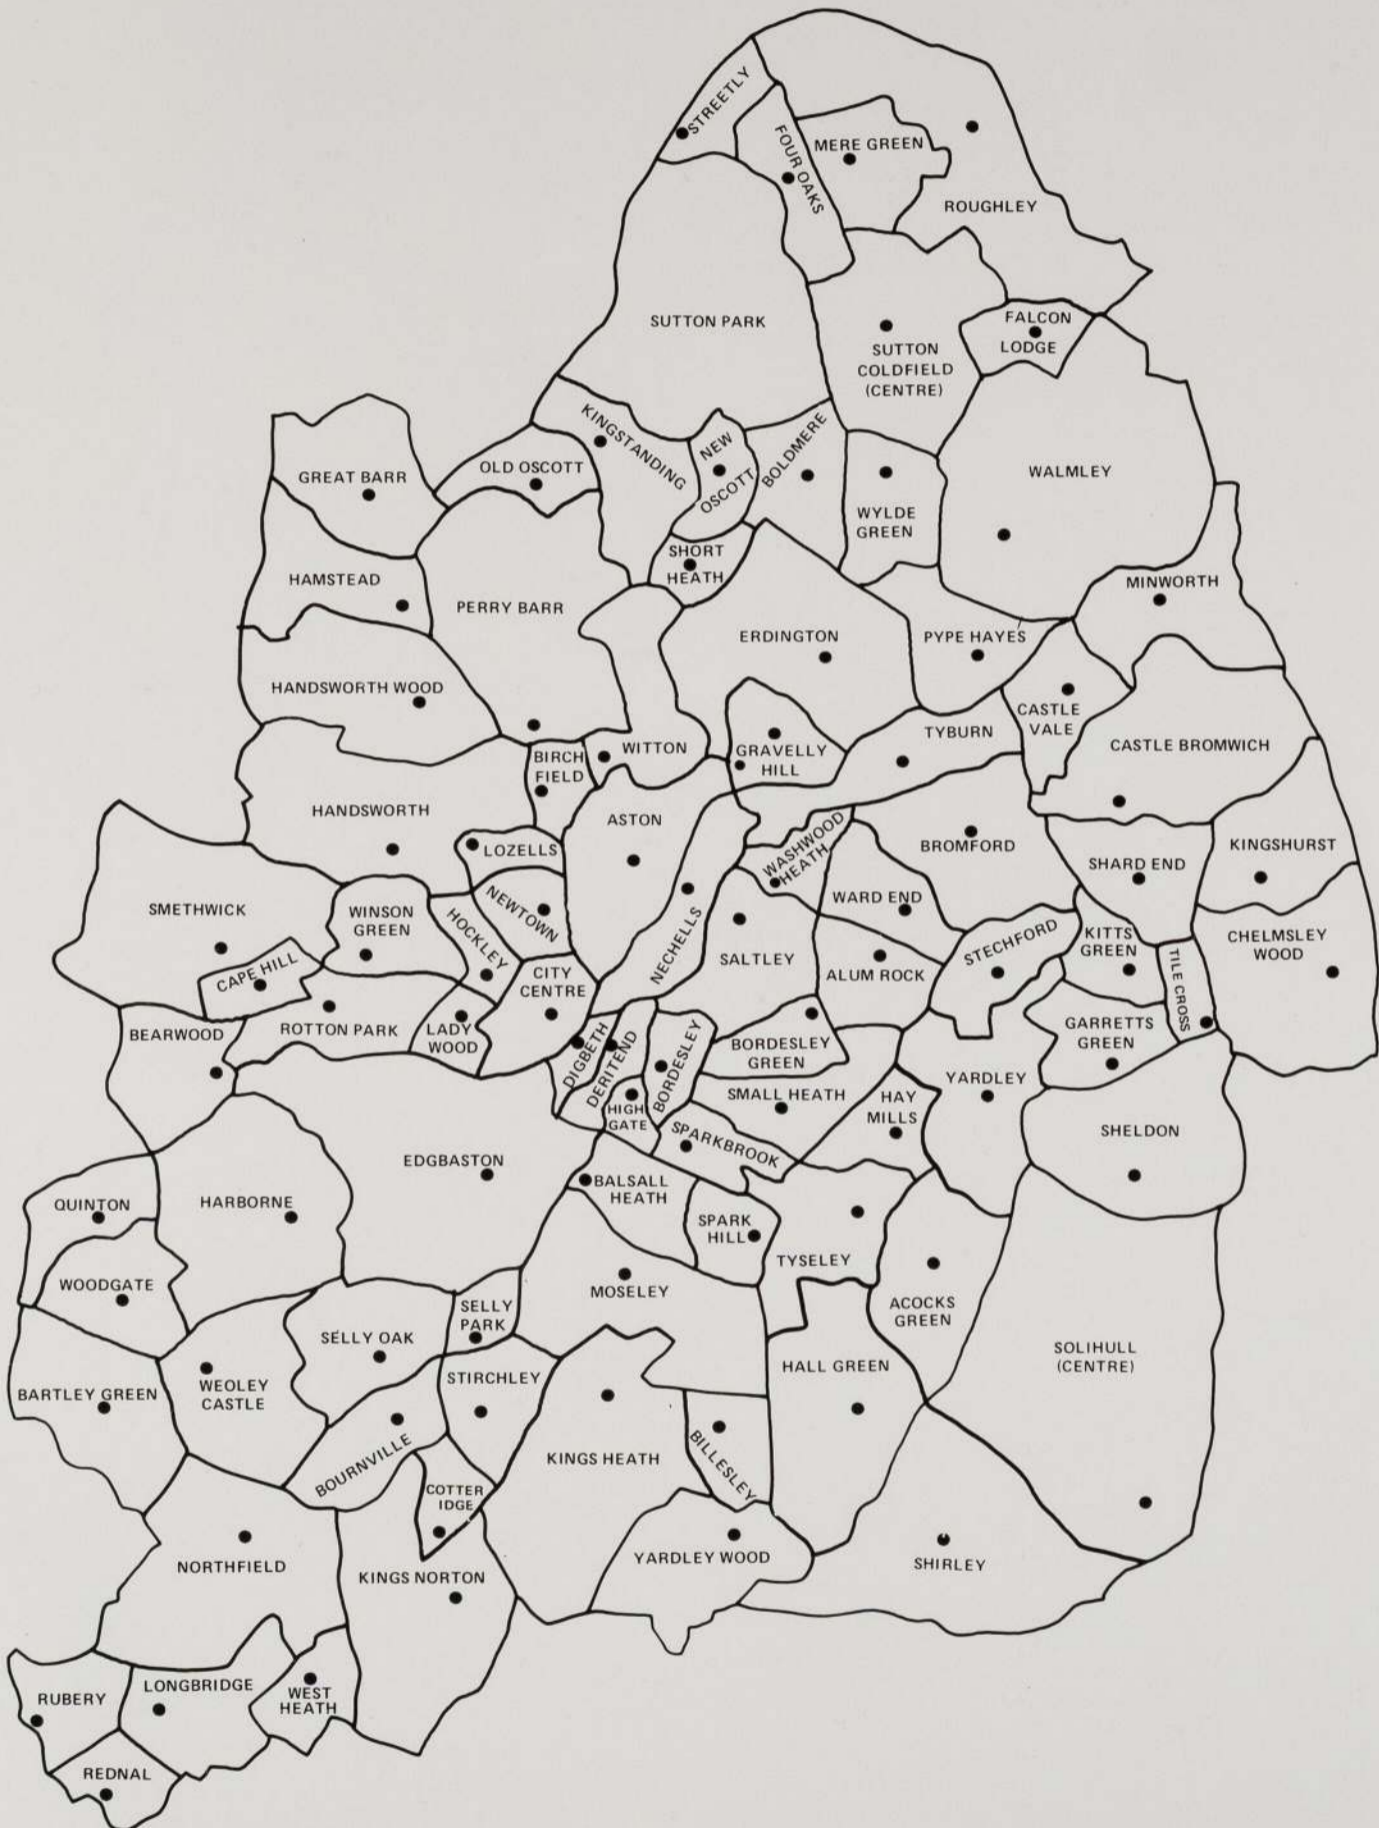 STREETLY
FOUR OAKS
MERE GREEN
ROUGHLEY
SUTTON PARK
SUTTON
COLDFIELD
(CENTRE)
FALCON
LODGE
KINGSTANDING
NEW
OSCOTT
BOLDMERE
OLD OSCOTT
GREAT BARR
WALMLEY
WYLDE
GREEN
SHORT
HEATH
HAMSTEAD
PERRY BARR
MINWORTH
ERDINGTON
PYPE HAYES
HANDSWORTH WOOD
CASTLE
VALE
TYBURN
CASTLE BROMWICH
BIRCH
FIELD
WITTON
GRAVELLY
HILL
HANDSWORTH
ASTON
LOZELLS
WASHWOOD
HEATH
BROMFORD
SHARD END
KINGSHURST
SMETHWICK
WINSON
GREEN
HOCKLEY
NEWTOWN
NECHELLS
WARD END
STECHFORD
KITTS
GREEN
TILE CROSS
CHELMSLEY
WOOD
CAPE HILL
CITY
CENTRE
SALTLEY
ALUM ROCK
BEARWOOD
ROTTON PARK
LADY
WOOD
DIGBETH
DERITEND
BORDESLEY
BORDESLEY
GREEN
GARRETTS
GREEN
YARDLEY
HIGH
GATE
SMALL HEATH
HAY
MILLS
SPARKBROOK
SHELDON
EDGBASTON
BALSALL
HEATH
QUINTON
HARBORNE
SPARK
HILL
TYSELEY
WOODGATE
MOSELEY
SELLY
PARK
ACOCKS
GREEN
SELLY OAK
SOLIHULL
(CENTRE)
HALL GREEN
BARTLEY GREEN
WEOLEY
CASTLE
STIRCHLEY
BOURNVILLE
KINGS HEATH
BILLESLEY
COTTER
IDGE
NORTHFIELD
KINGS NORTON
YARDLEY WOOD
SHIRLEY
RUBERY
LONGBRIDGE
WEST
HEATH
REDNAL